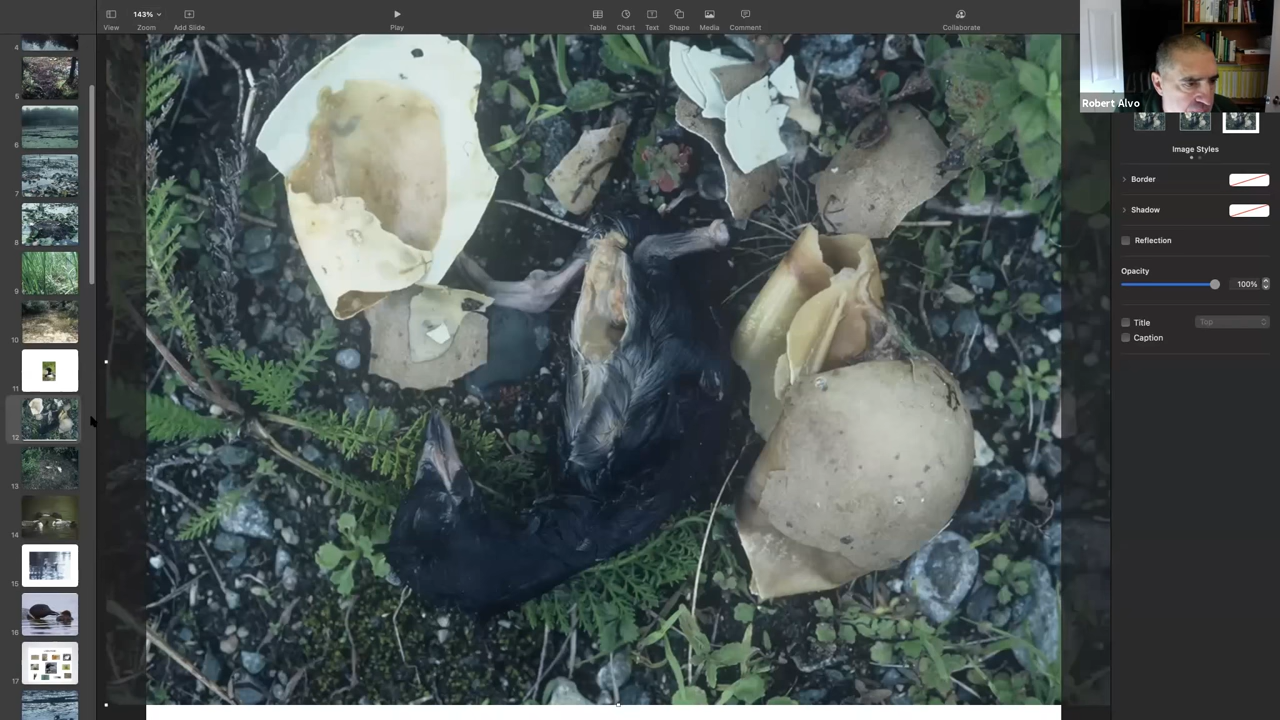 143%
View
Zoom
Add Slide
Play
Table
Chart
Text
Shape
Media
Comment
Collaborate
Robert Alvo
4
5
6
7
8
9
10
11
12
13
14
15
16
17
Image Styles
Border
Shadow
Reflection
Opacity
100%
Title
Top
Caption